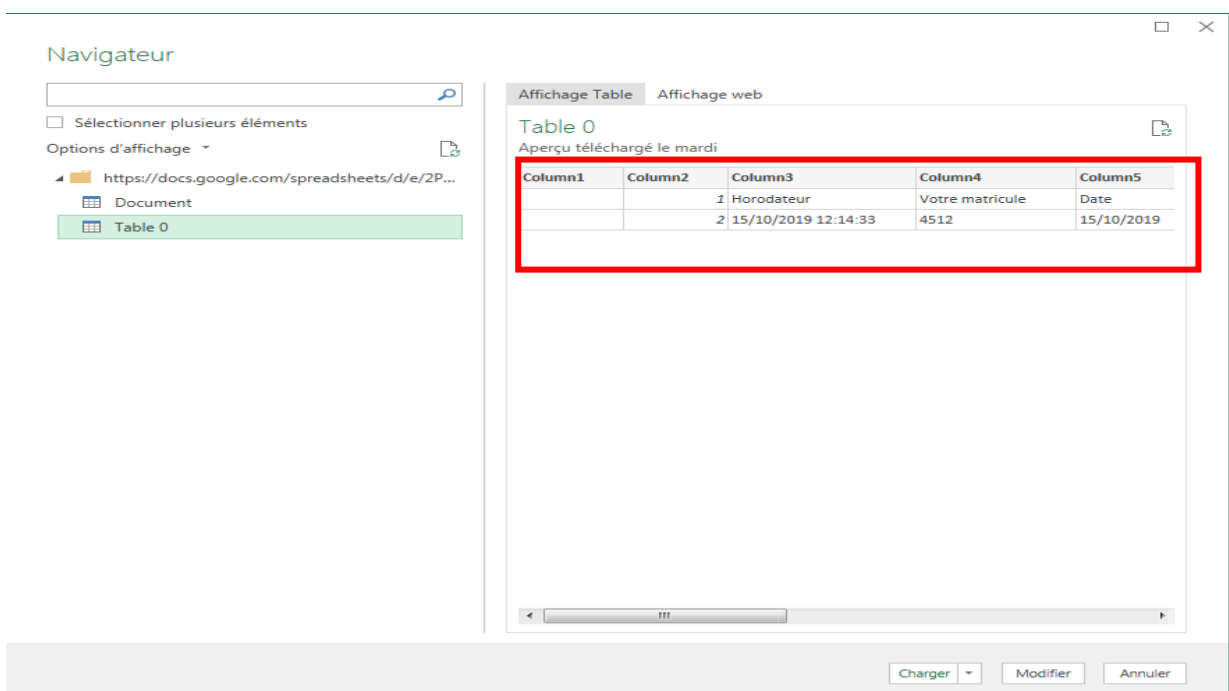 Navigateur
Sélectionner plusieurs éléments
Options d'affichage
https://docs.google.com/spreadsheets/d/e/2P...
Document
Table 0
Affichage Table Affichage web
Table 0
Aperçu téléchargé le mardi
Column1 Column2 Column3 Column4 Column5
1 Horodateur Votre matricule Date
2 15/10/2019 12:14:33 4512 15/10/2019
Charger Modifier Annuler